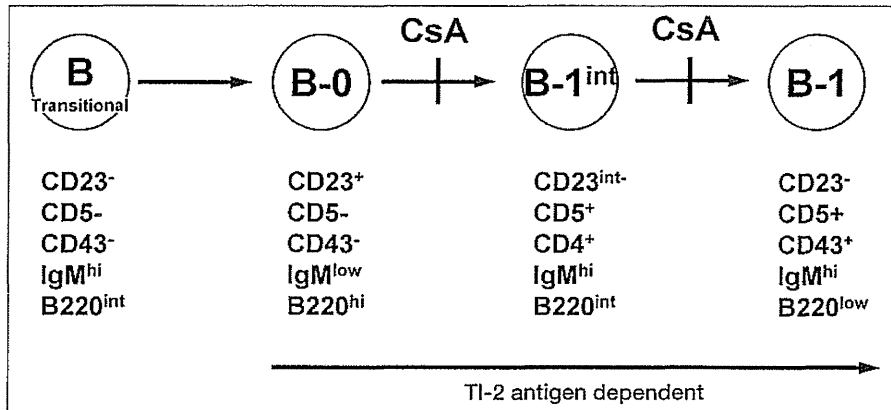 CsA CsA
B Transitional B-0 B-1int B-1
CD23- CD23+ CD23int- CD23-
CD5- CD5- CD5+ CD5+
CD43- CD43- CD4+ CD43+
IgMhi IgMlow IgMhi IgMhi
B220int B220hi B220int B220low
TI-2 antigen dependent